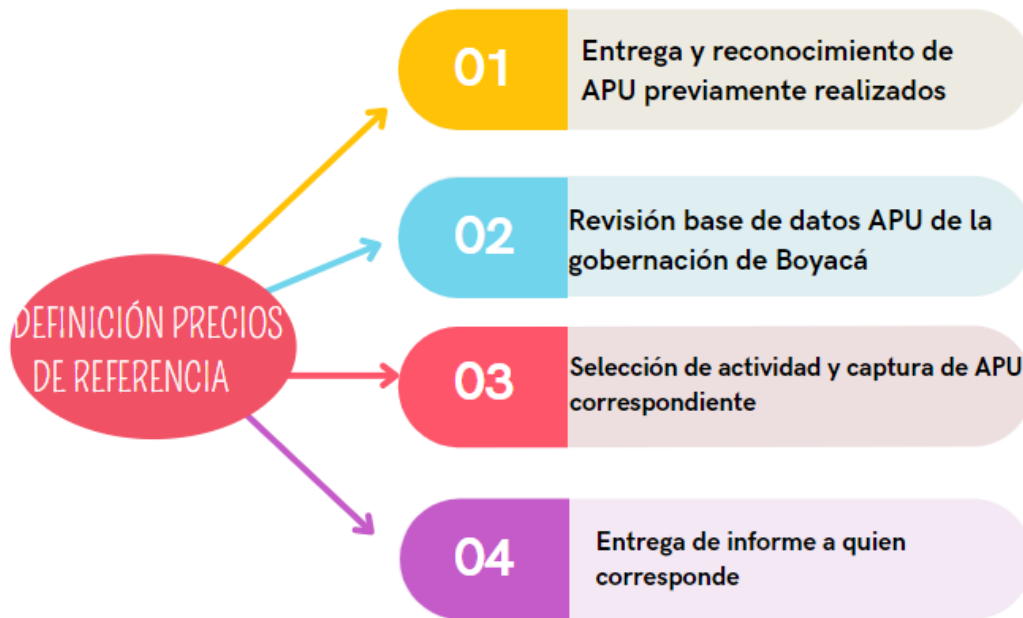 01
Entrega y reconocimiento de
APU previamente realizados
02
Revisión base de datos APU de la
gobernación de Boyacá
DEFINICIÓN PRECIOS
DE REFERENCIA
03
Selección de actividad y captura de APU
correspondiente
04
Entrega de informe a quien
corresponde